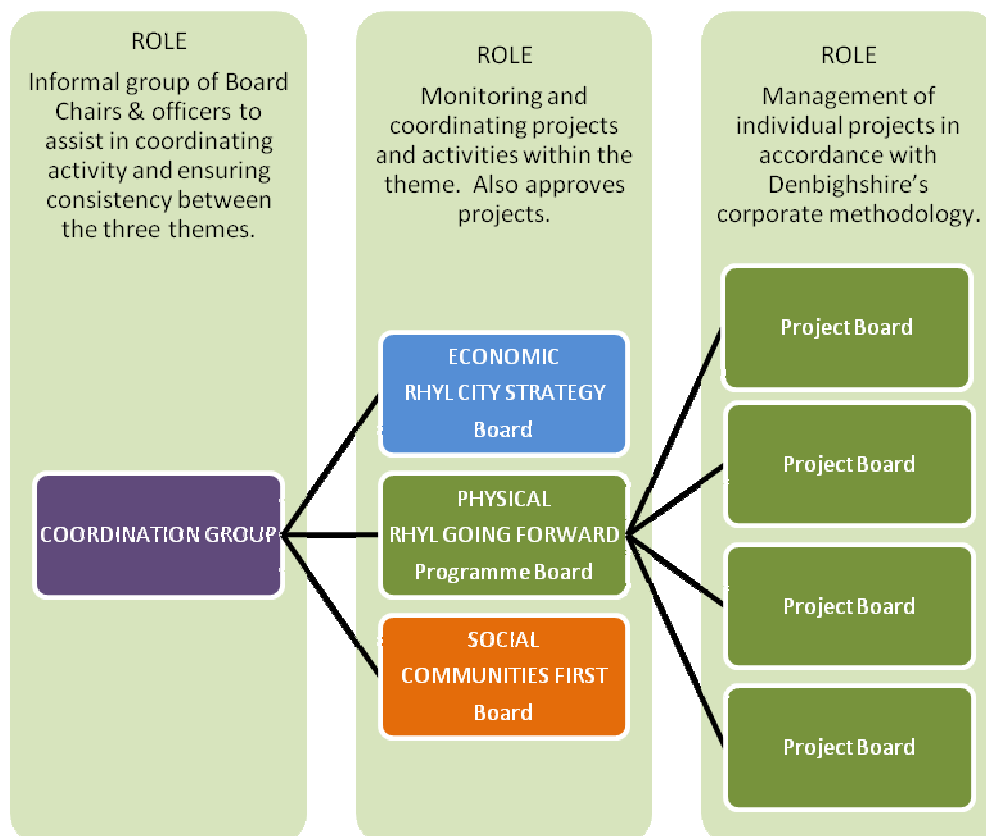 ROLE
Informal group of Board
Chairs & officers to
assist in coordinating
activity and ensuring
consistency between
the three themes.
COORDINATION GROUP
ROLE
Monitoring and
coordinating projects
and activities within the
theme.  Also approves
projects.
ECONOMIC
RHYL CITY STRATEGY
Board
PHYSICAL
RHYL GOING FORWARD
Programme Board
SOCIAL
COMMUNITIES FIRST
Board
ROLE
Management of
individual projects in
accordance with
Denbighshire's
corporate methodology.
Project Board
Project Board
Project Board
Project Board